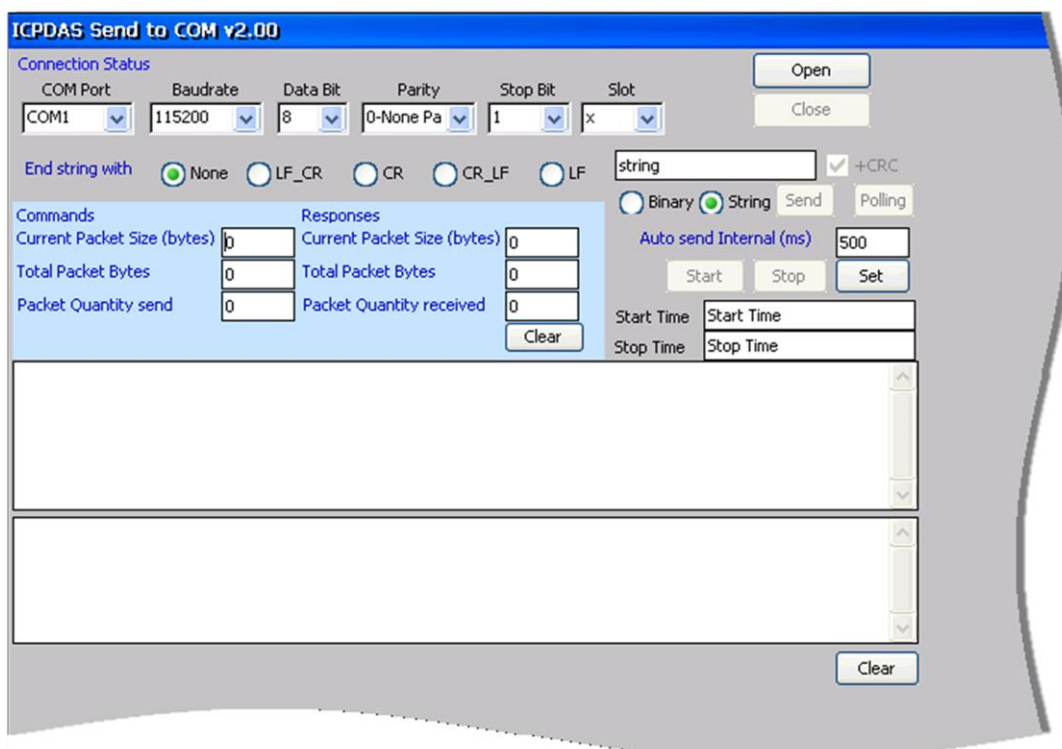 ICPDAS Send to COM v2.00
Connection Status
COM Port Baudrate Data Bit Parity Stop Bit Slot
COM1 115200 8 0-None Pa 1 x
Open
Close
End string with None LF_CR CR CR_LF LF
string +CRC
Binary String Send Polling
Commands Responses
Current Packet Size (bytes) 0 Current Packet Size (bytes) 0
Total Packet Bytes 0 Total Packet Bytes 0
Packet Quantity send 0 Packet Quantity received 0
Clear
Auto send Internal (ms) 500
Start Stop Set
Start Time Start Time
Stop Time Stop Time
Clear